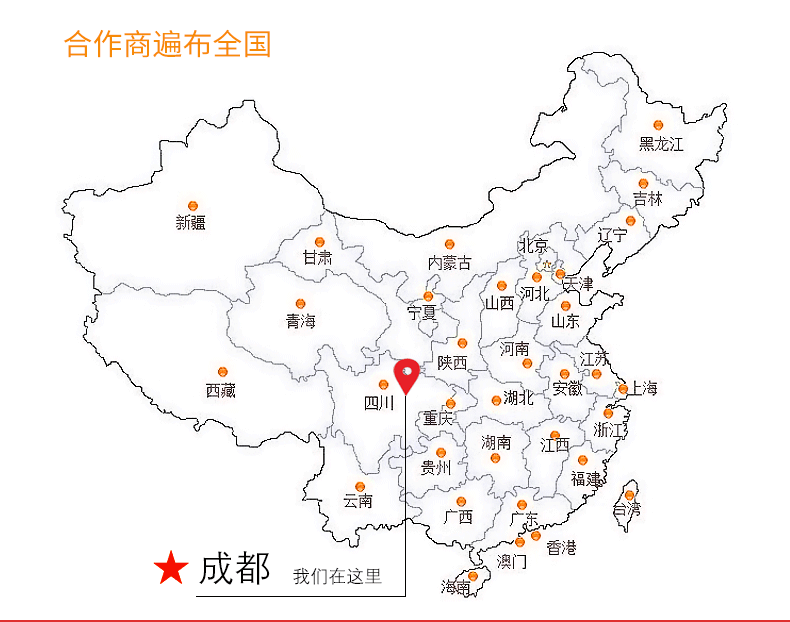 合作商遍布全国
黑龙江
吉林
辽宁
新疆
甘肃
内蒙古
北京
天津
河北
山西
宁夏
青海
山东
陕西
河南
江苏
西藏
四川
安徽
上海
湖北
重庆
浙江
湖南
江西
贵州
福建
云南
广西
广东
台湾
香港
澳门
海南
成都 我们在这里